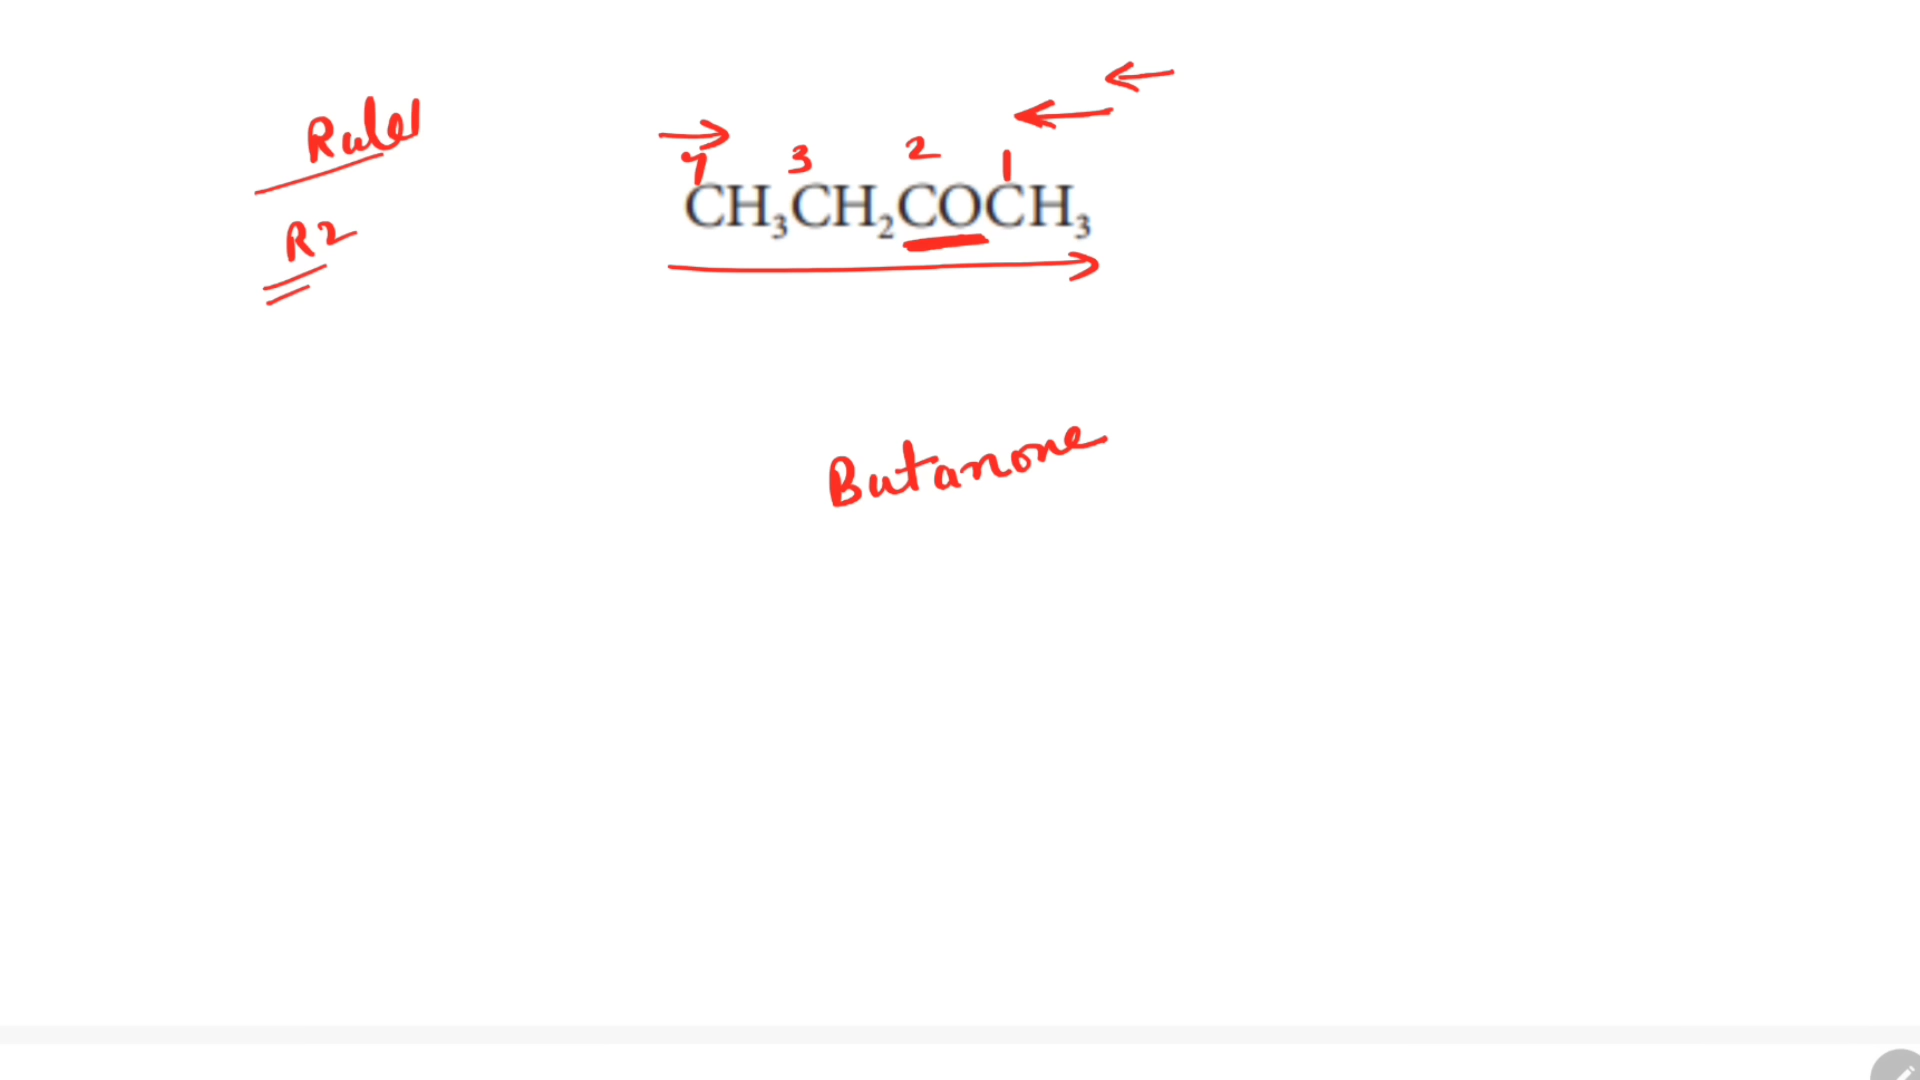 Rule1
R2
4 3 2 1
CH₃CH₂COCH₃
Butanone